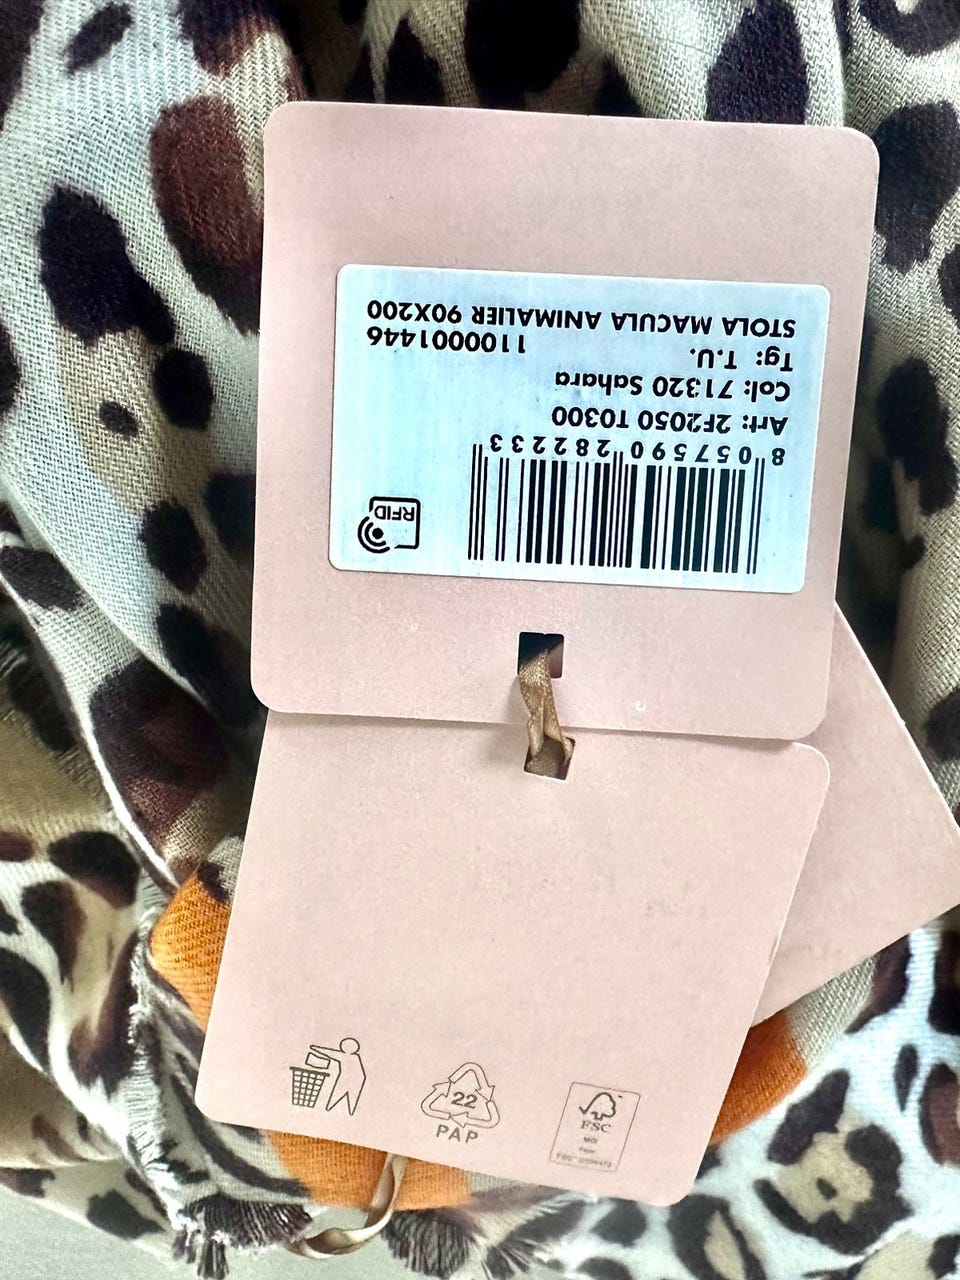 STOLA MACULA ANIMALIER 90X200
Tg: T.U. 1100001446
Col: 71320 Sahara
Art: 2F2050 T0300
8 057590 282233
RFID
22
PAP
FSC
MIX